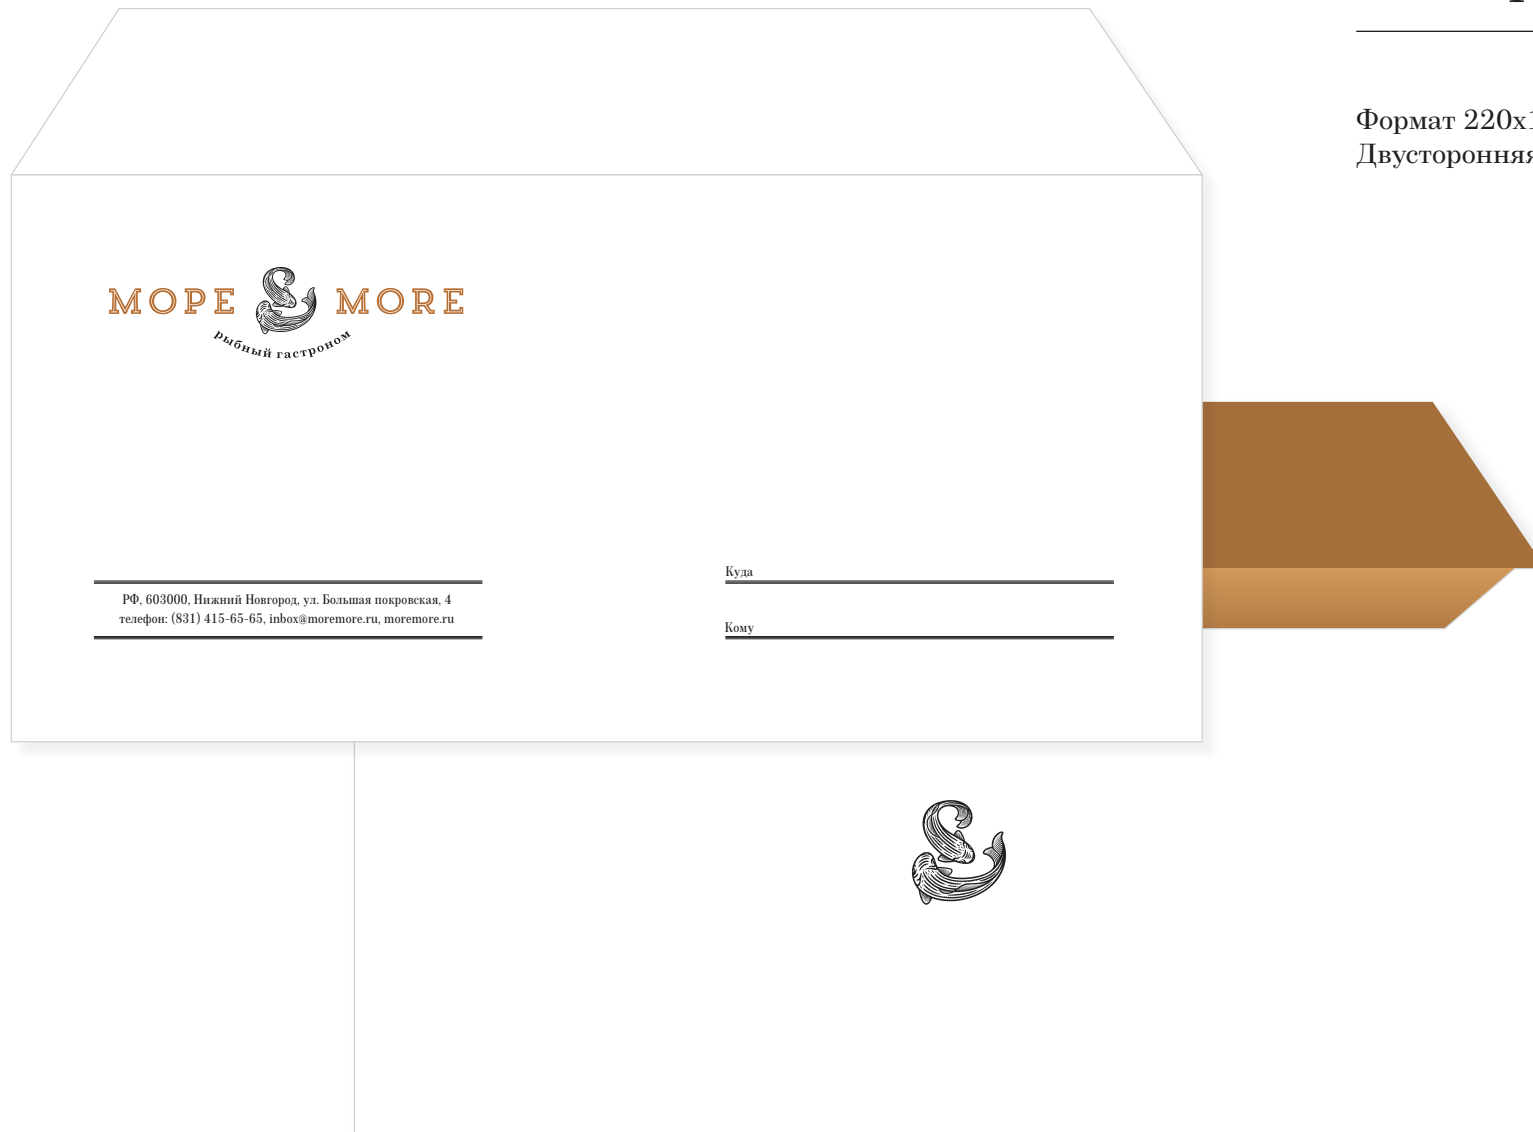 МОРЕ & MORE
рыбный гастроном
РФ, 603000, Нижний Новгород, ул. Большая покровская, 4
телефон: (831) 415-65-65, inbox@moremore.ru, moremore.ru
Куда
Кому
Формат
Двусторонняя